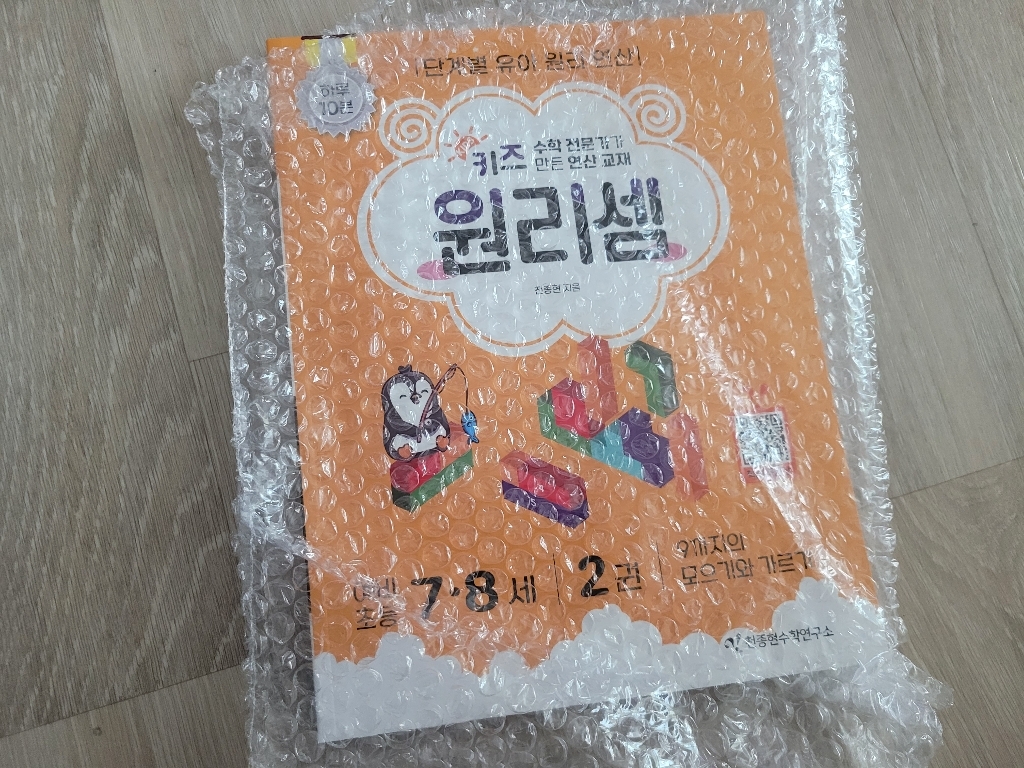 단계별 유아 원리 연산
하루
10분
키즈
수학 전문가가
만든 연산 교재
원리셈
천종현 지음
예비
초등
7·8세
2권
9까지의
모으기와 가르기
천종현수학연구소